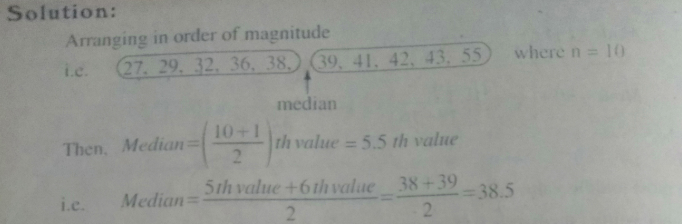 Solution:
Arranging in order of magnitude
i.e. (27, 29, 32, 36, 38,) (39, 41, 42, 43, 55) where n = 10
median
Then, Median=((10+1)/2)th value = 5.5 th value
i.e. Median=(5th value+6th value)/2=(38+39)/2=38.5